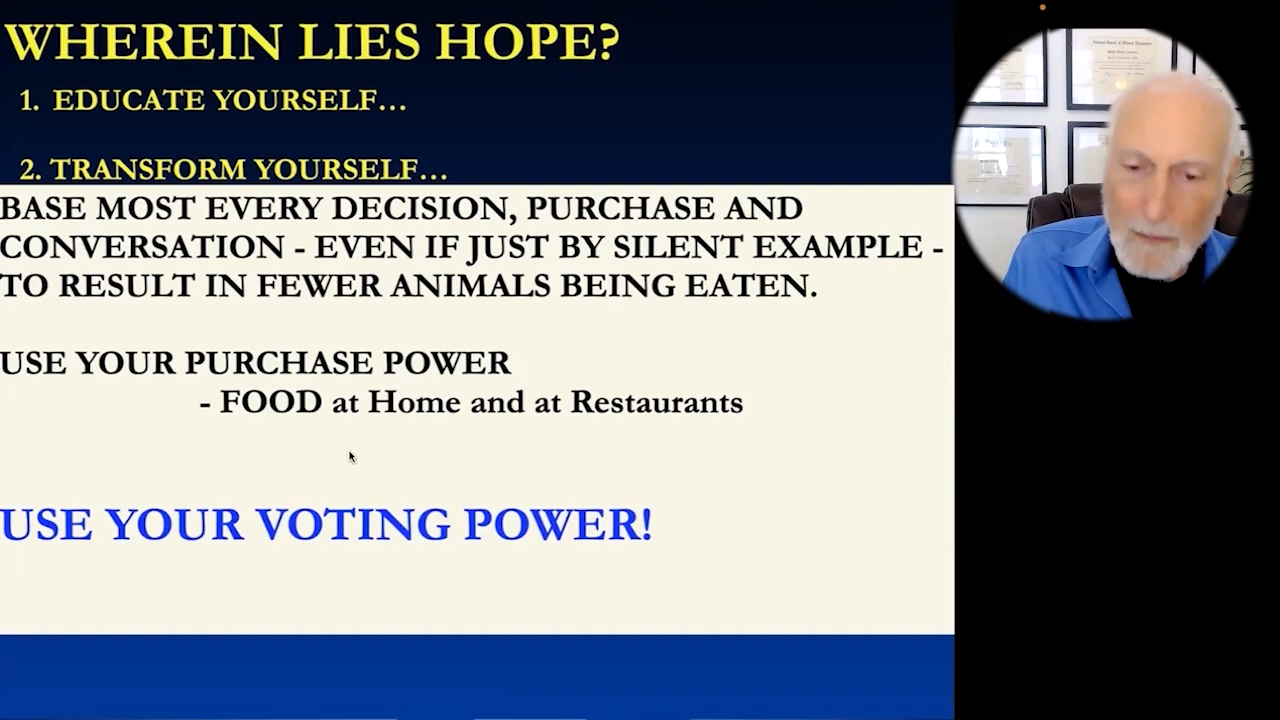 WHEREIN LIES HOPE?
1. EDUCATE YOURSELF...
2. TRANSFORM YOURSELF...
BASE MOST EVERY DECISION, PURCHASE AND
CONVERSATION - EVEN IF JUST BY SILENT EXAMPLE -
TO RESULT IN FEWER ANIMALS BEING EATEN.
USE YOUR PURCHASE POWER
- FOOD at Home and at Restaurants
USE YOUR VOTING POWER!